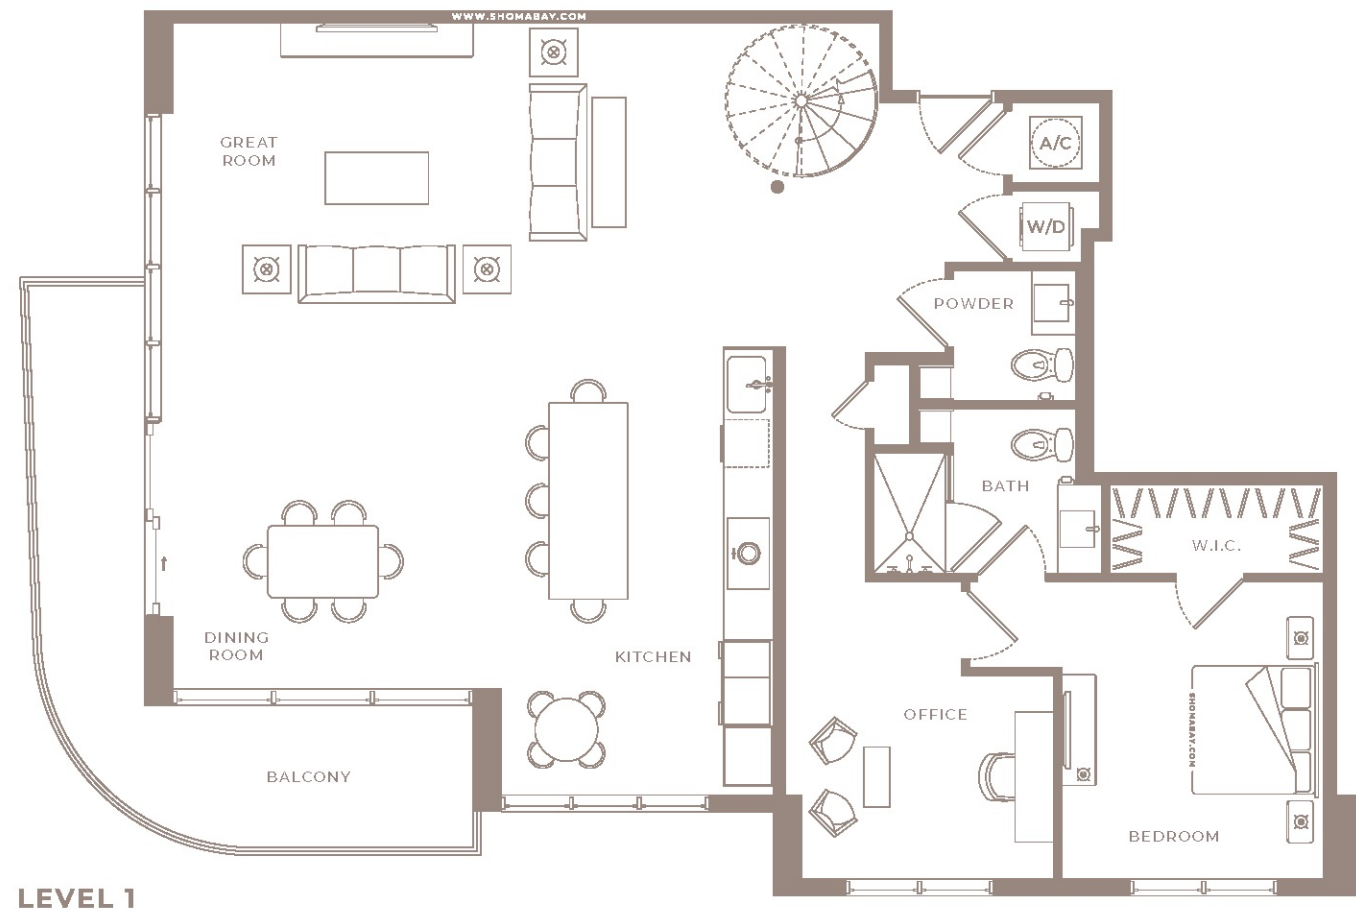 WWW.SHOMABAY.COM
GREAT
ROOM
A/C
W/D
POWDER
BATH
W.I.C.
DINING
ROOM
KITCHEN
OFFICE
SHOMABAY.COM
BALCONY
BEDROOM
LEVEL 1